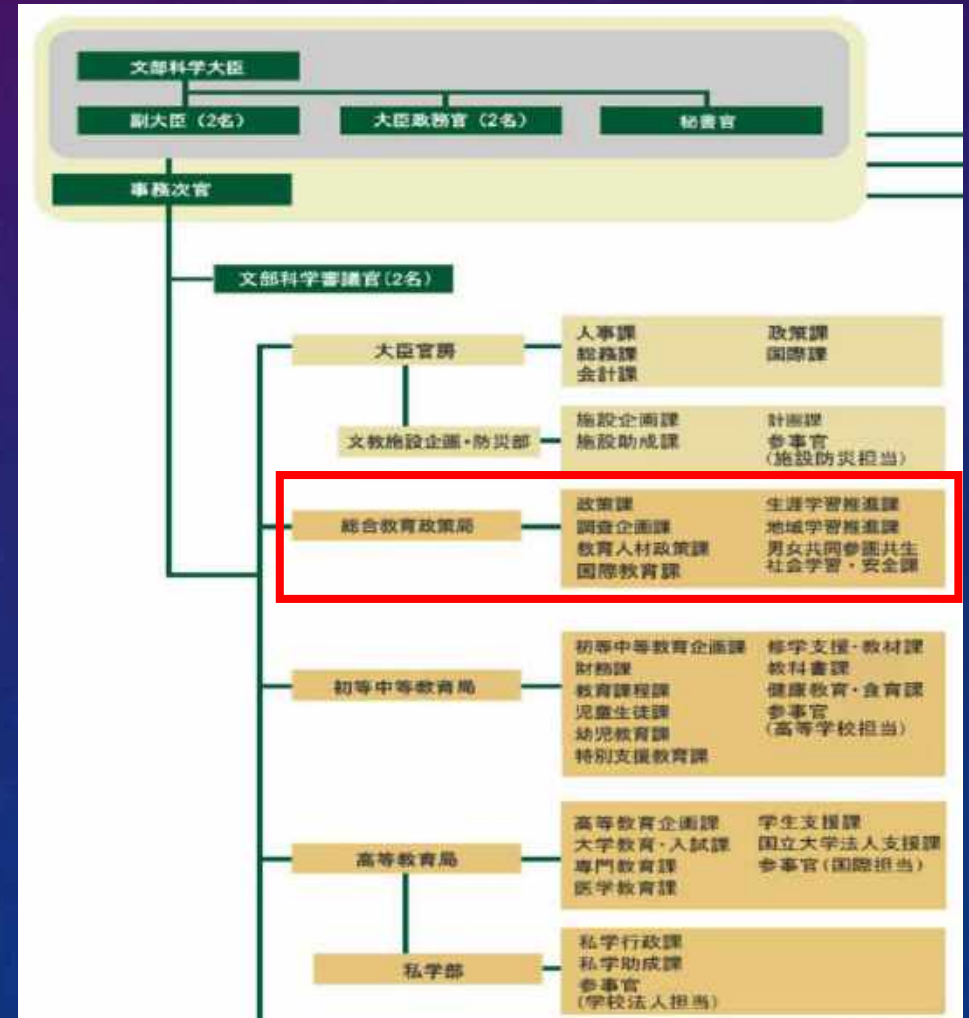 文部科学大臣
副大臣（2名）
大臣政務官（2名）
秘書官
事務次官
文部科学審議官（2名）
大臣官房
人事課
総務課
会計課
政策課
国際課
文教施設企画・防災部
施設企画課
施設助成課
計画課
参事官
（施設防災担当）
総合教育政策局
政策課
調査企画課
教育人材政策課
国際教育課
生涯学習推進課
地域学習推進課
男女共同参画共生
社会学習・安全課
初等中等教育局
初等中等教育企画課
財務課
教育課程課
児童生徒課
幼児教育課
特別支援教育課
修学支援・教材課
教科書課
健康教育・食育課
参事官
（高等学校担当）
高等教育局
高等教育企画課
大学教育・入試課
専門教育課
医学教育課
学生支援課
国立大学法人支援課
参事官（国際担当）
私学部
私学行政課
私学助成課
参事官
（学校法人担当）